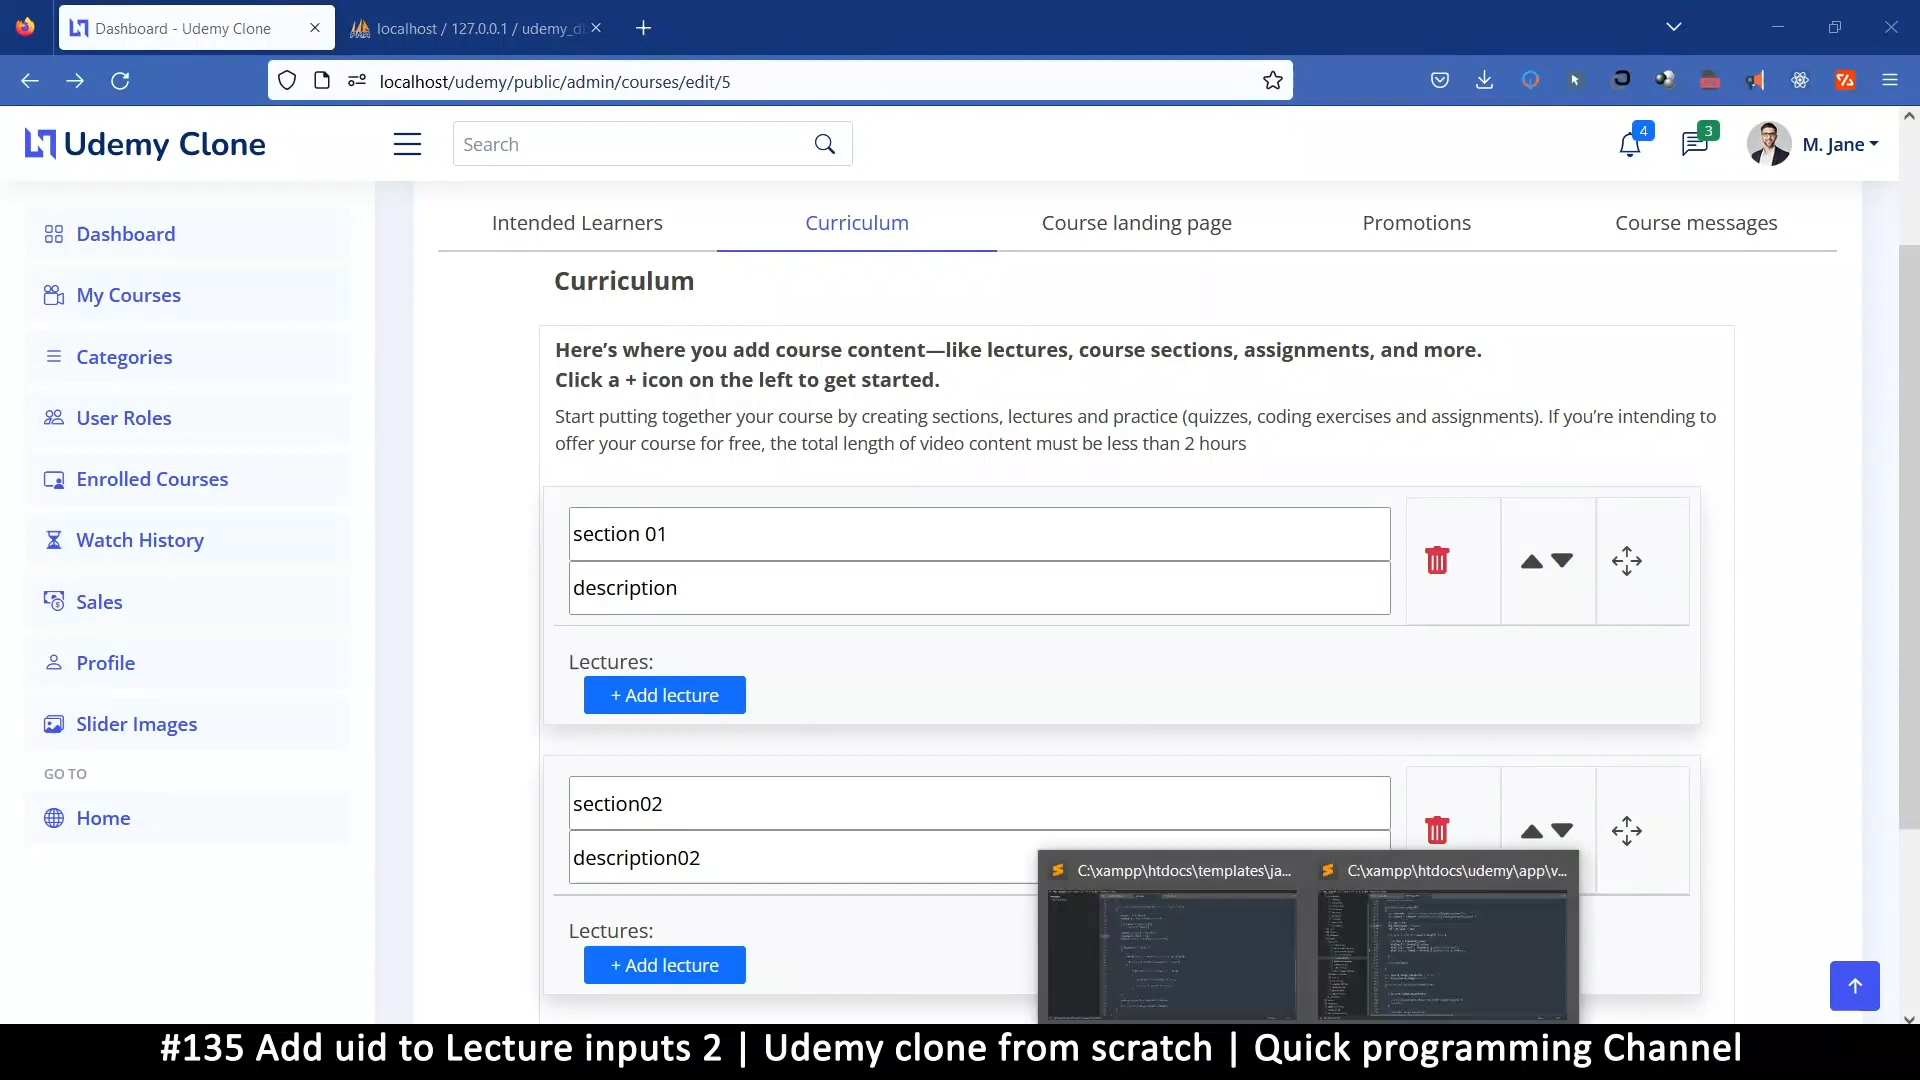 Dashboard - Udemy Clone
localhost / 127.0.0.1 / udemy_d
localhost/udemy/public/admin/courses/edit/5
Udemy Clone
Search
4
3
M. Jane
Dashboard
My Courses
Categories
User Roles
Enrolled Courses
Watch History
Sales
Profile
Slider Images
GO TO
Home
Intended Learners
Curriculum
Course landing page
Promotions
Course messages
Curriculum
Here’s where you add course content—like lectures, course sections, assignments, and more.
Click a + icon on the left to get started.
Start putting together your course by creating sections, lectures and practice (quizzes, coding exercises and assignments). If you’re intending to
offer your course for free, the total length of video content must be less than 2 hours
section 01
description
Lectures:
+ Add lecture
section02
description02
Lectures:
+ Add lecture
C:\xampp\htdocs\templates\ja...
C:\xampp\htdocs\udemy\app\v...
#135 Add uid to Lecture inputs 2 | Udemy clone from scratch | Quick programming Channel